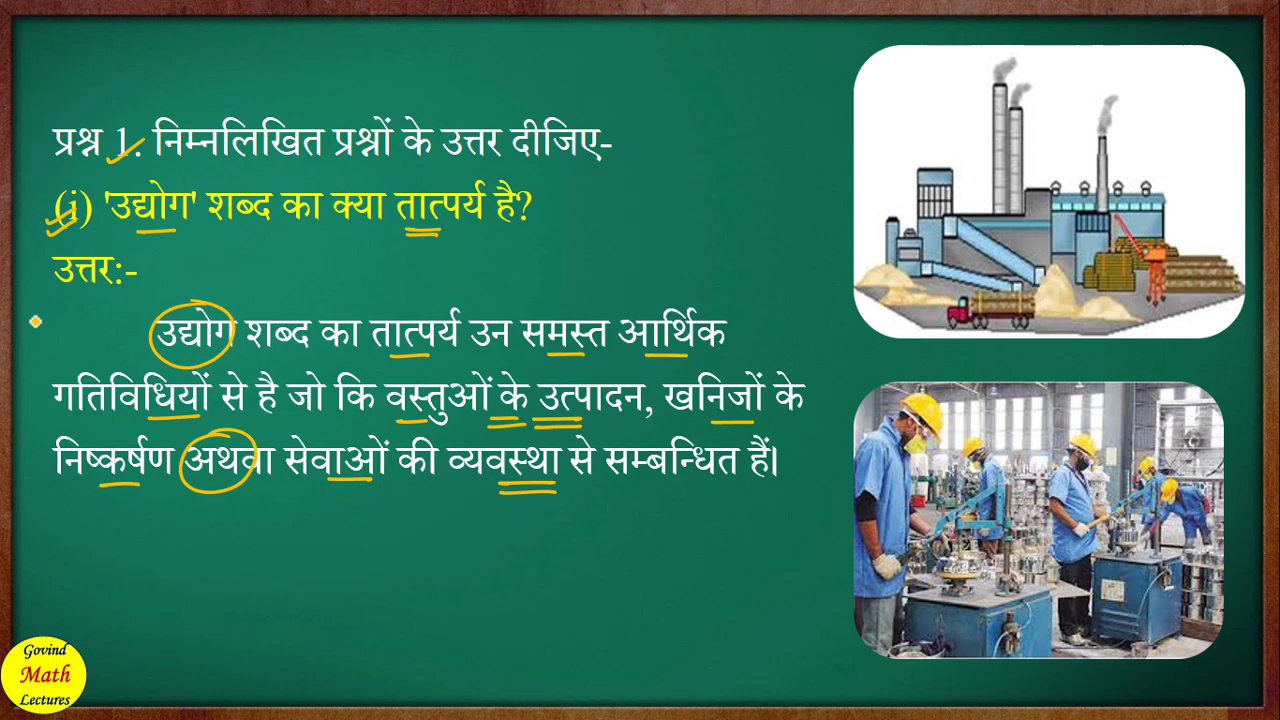 प्रश्न 1. निम्नलिखित प्रश्नों के उत्तर दीजिए-
(i) 'उद्योग' शब्द का क्या तात्पर्य है?
उत्तर:-
उद्योग शब्द का तात्पर्य उन समस्त आर्थिक
गतिविधियों से है जो कि वस्तुओं के उत्पादन, खनिजों के
निष्कर्षण अथवा सेवाओं की व्यवस्था से सम्बन्धित हैं।
Govind
Math
Lectures